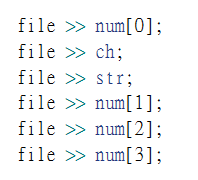 file >> num[0];
file >> ch;
file >> str;
file >> num[1];
file >> num[2];
file >> num[3];